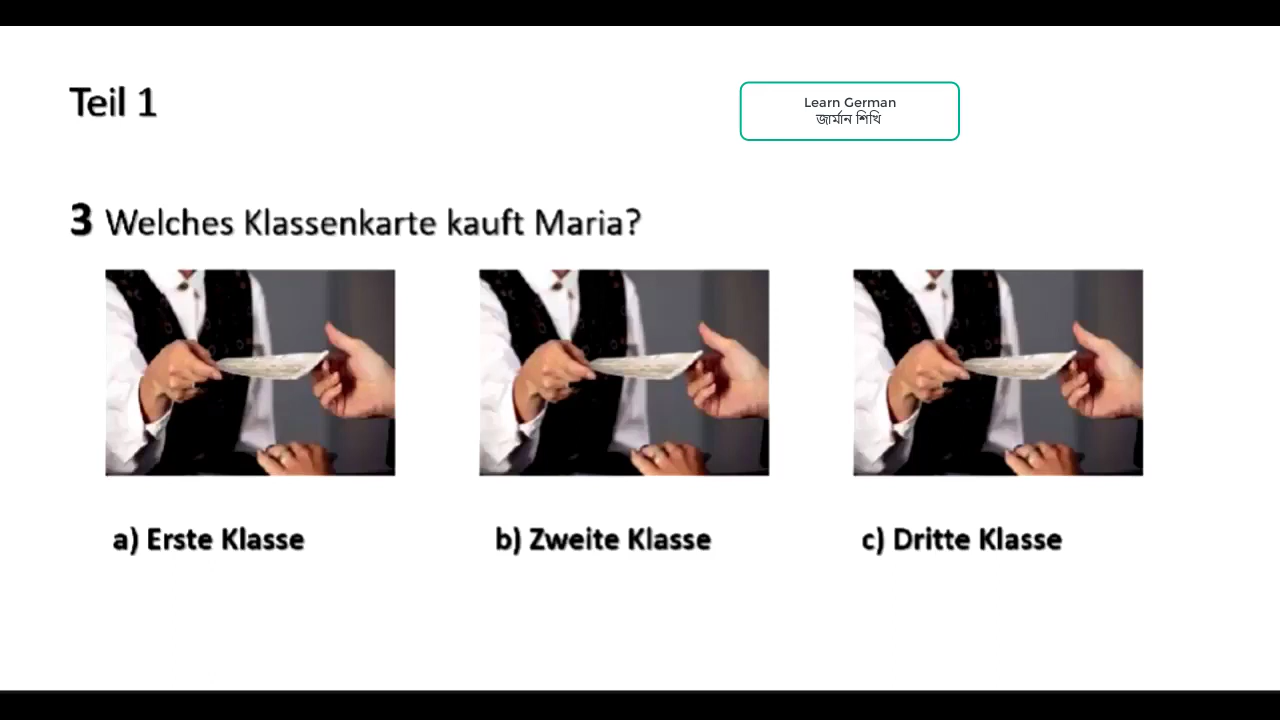 Teil 1
Learn German
জার্মান শিখি
3 Welches Klassenkarte kauft Maria?
a) Erste Klasse
b) Zweite Klasse
c) Dritte Klasse